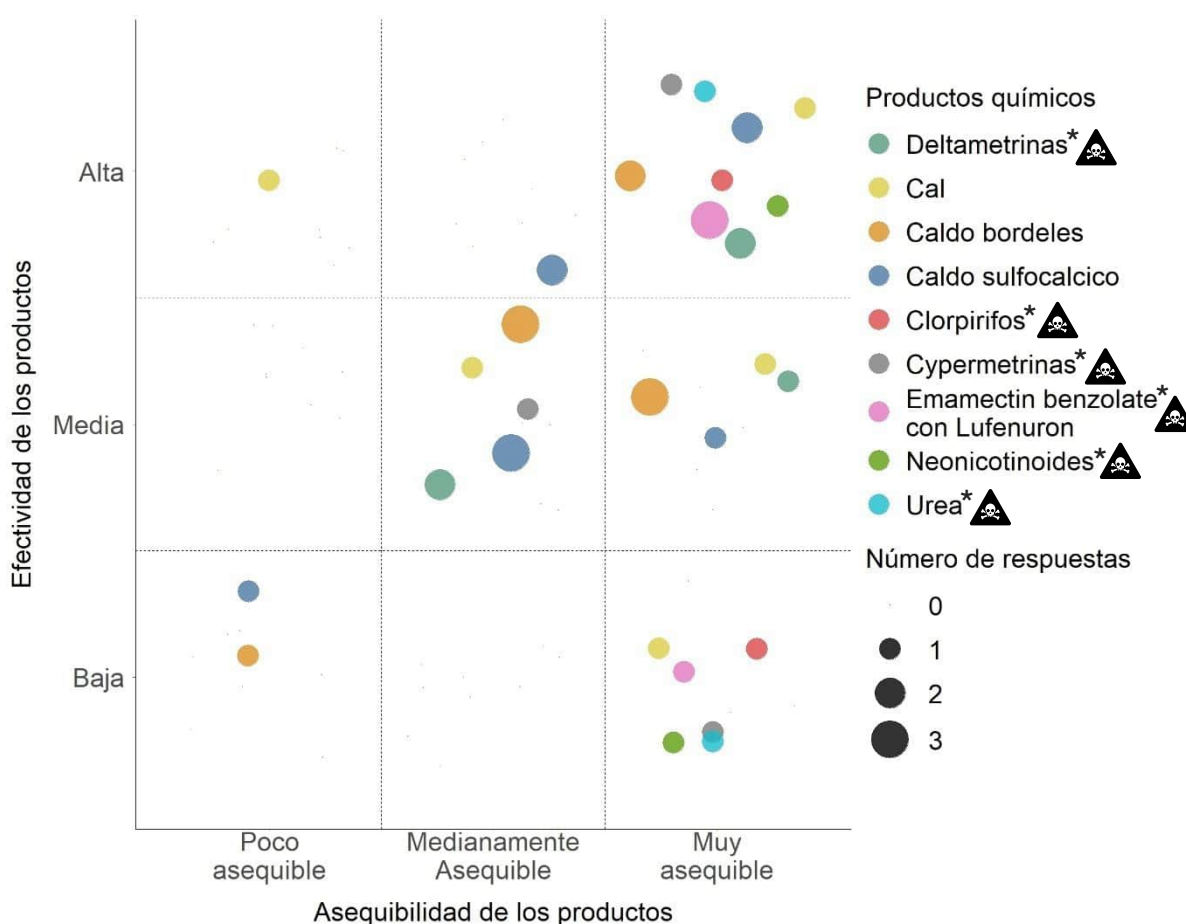 Efectividad de los productos
Alta
Media
Baja
Poco
asequible
Medianamente
Asequible
Muy
asequible
Asequibilidad de los productos
Productos químicos
Deltametrinas*
Cal
Caldo bordeles
Caldo sulfocalcico
Clorpirifos*
Cypermetrinas*
Emamectin benzolate*
con Lufenuron
Neonicotinoides*
Urea*
Número de respuestas
0
1
2
3